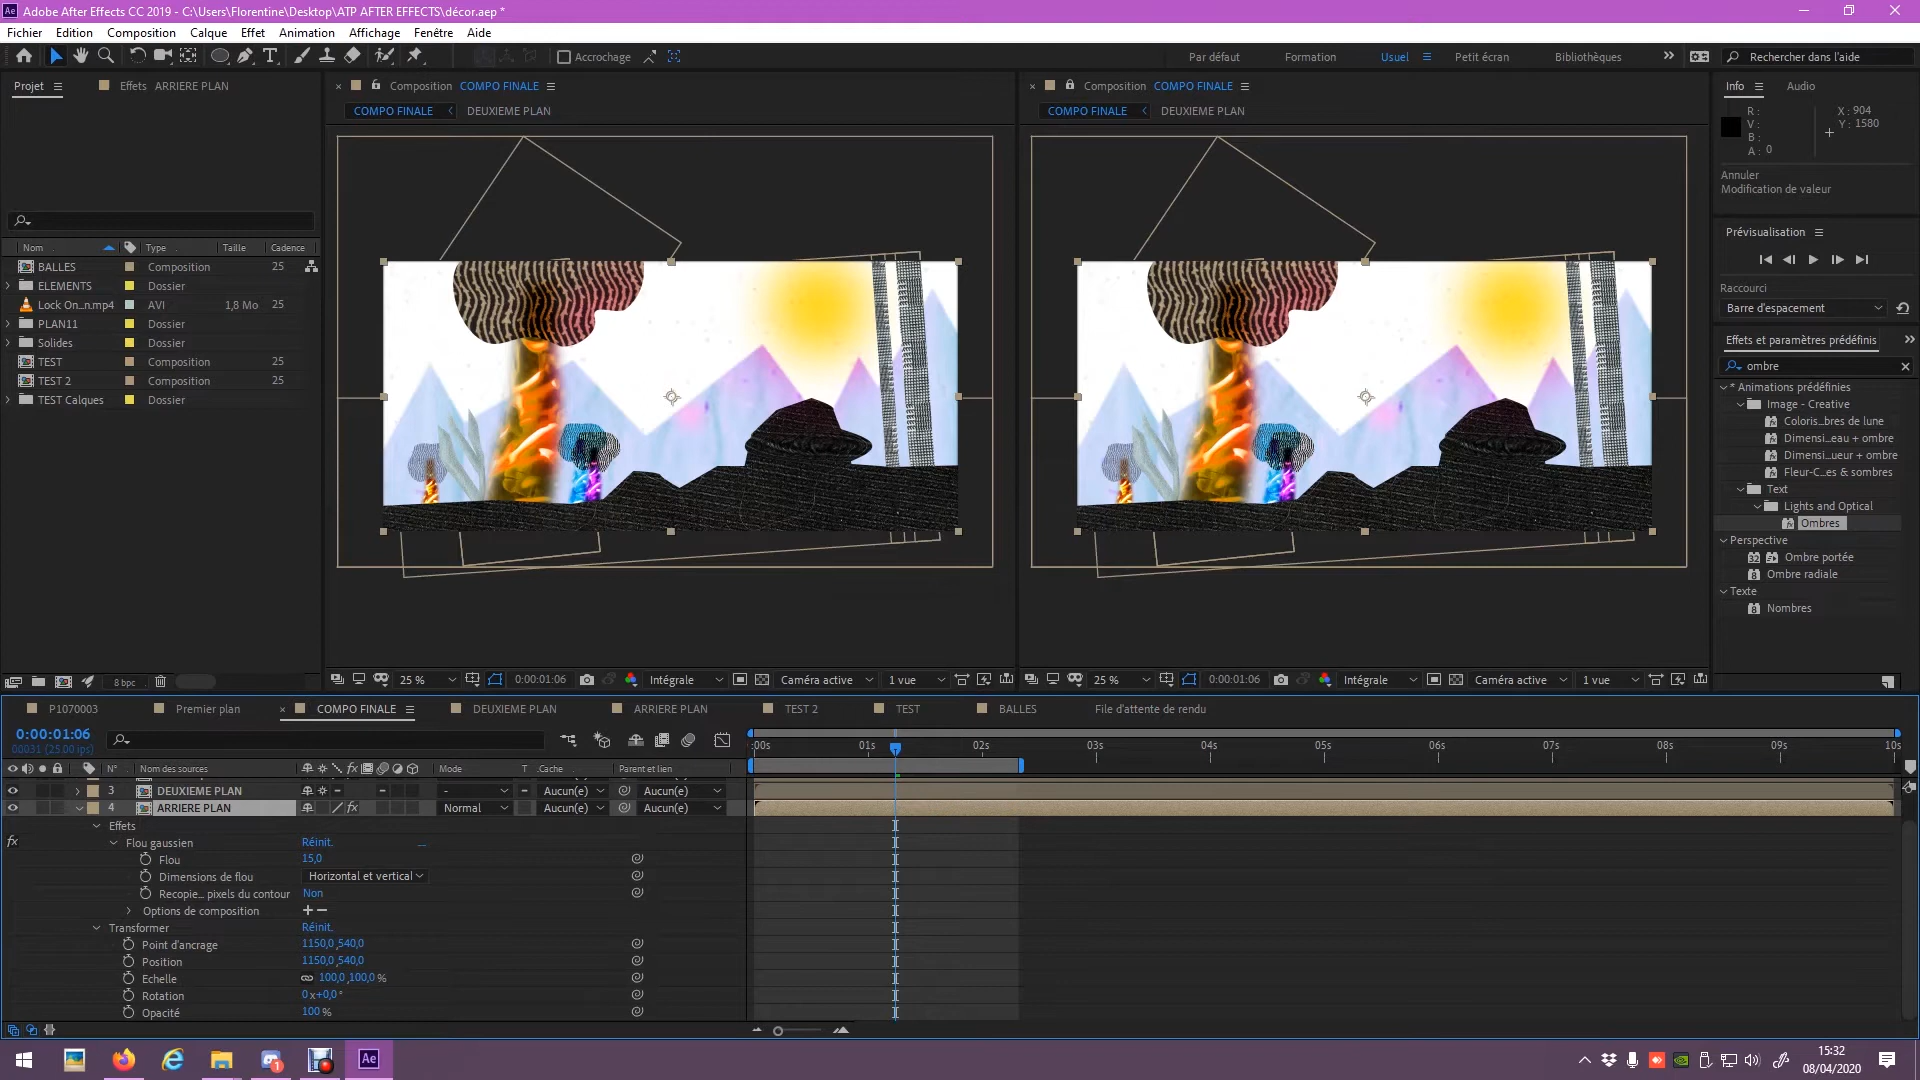 Adobe After Effects CC 2019 - C:\Users\Florentine\Desktop\ATP AFTER EFFECTS\décor.aep *
Fichier Edition Composition Calque Effet Animation Affichage Fenêtre Aide
Accrochage
Par défaut Formation Usuel Petit écran Bibliothèques Rechercher dans l'aide
Projet Effets ARRIERE PLAN
Composition COMPO FINALE
Composition COMPO FINALE
Info Audio
COMPO FINALE DEUXIEME PLAN
COMPO FINALE DEUXIEME PLAN
R :
V :
B :
A : 0
X : 904
Y : 1580
Annuler
Modification de valeur
Prévisualisation
Raccourci
Barre d'espacement
Effets et paramètres prédéfinis
ombre
* Animations prédéfinies
Image - Creative
Coloris...bres de lune
Dimensi...eau + ombre
Dimensi...ueur + ombre
Fleur-C...es & sombres
Text
Lights and Optical
Ombres
Perspective
32 Ombre portée
8 Ombre radiale
Texte
8 Nombres
Nom Type Taille Cadence
BALLES Composition 25
ELEMENTS Dossier
Lock On...n.mp4 AVI 1,8 Mo 25
PLAN11 Dossier
Solides Dossier
TEST Composition 25
TEST 2 Composition 25
TEST Calques Dossier
8 bpc
25 % 0:00:01:06 Intégrale Caméra active 1 vue
25 % 0:00:01:06 Intégrale Caméra active 1 vue
P1070003 Premier plan COMPO FINALE DEUXIEME PLAN ARRIERE PLAN TEST 2 TEST BALLES File d'attente de rendu
0:00:01:06
00031 (25.00 ips)
:00s 01s 02s 03s 04s 05s 06s 07s 08s 09s 10s
N° Nom des sources fx Mode T .Cache Parent et lien
3 DEUXIEME PLAN - Aucun(e) Aucun(e)
4 ARRIERE PLAN fx Normal Aucun(e) Aucun(e)
Effets
fx Flou gaussien Réinit. ...
Flou 15,0
Dimensions de flou Horizontal et vertical
Recopie... pixels du contour Non
Options de composition
Transformer Réinit.
Point d'ancrage 1150,0 ,540,0
Position 1150,0 ,540,0
Echelle 100,0 ,100,0 %
Rotation 0 x+0,0 °
Opacité 100 %
Ae
15:32
08/04/2020